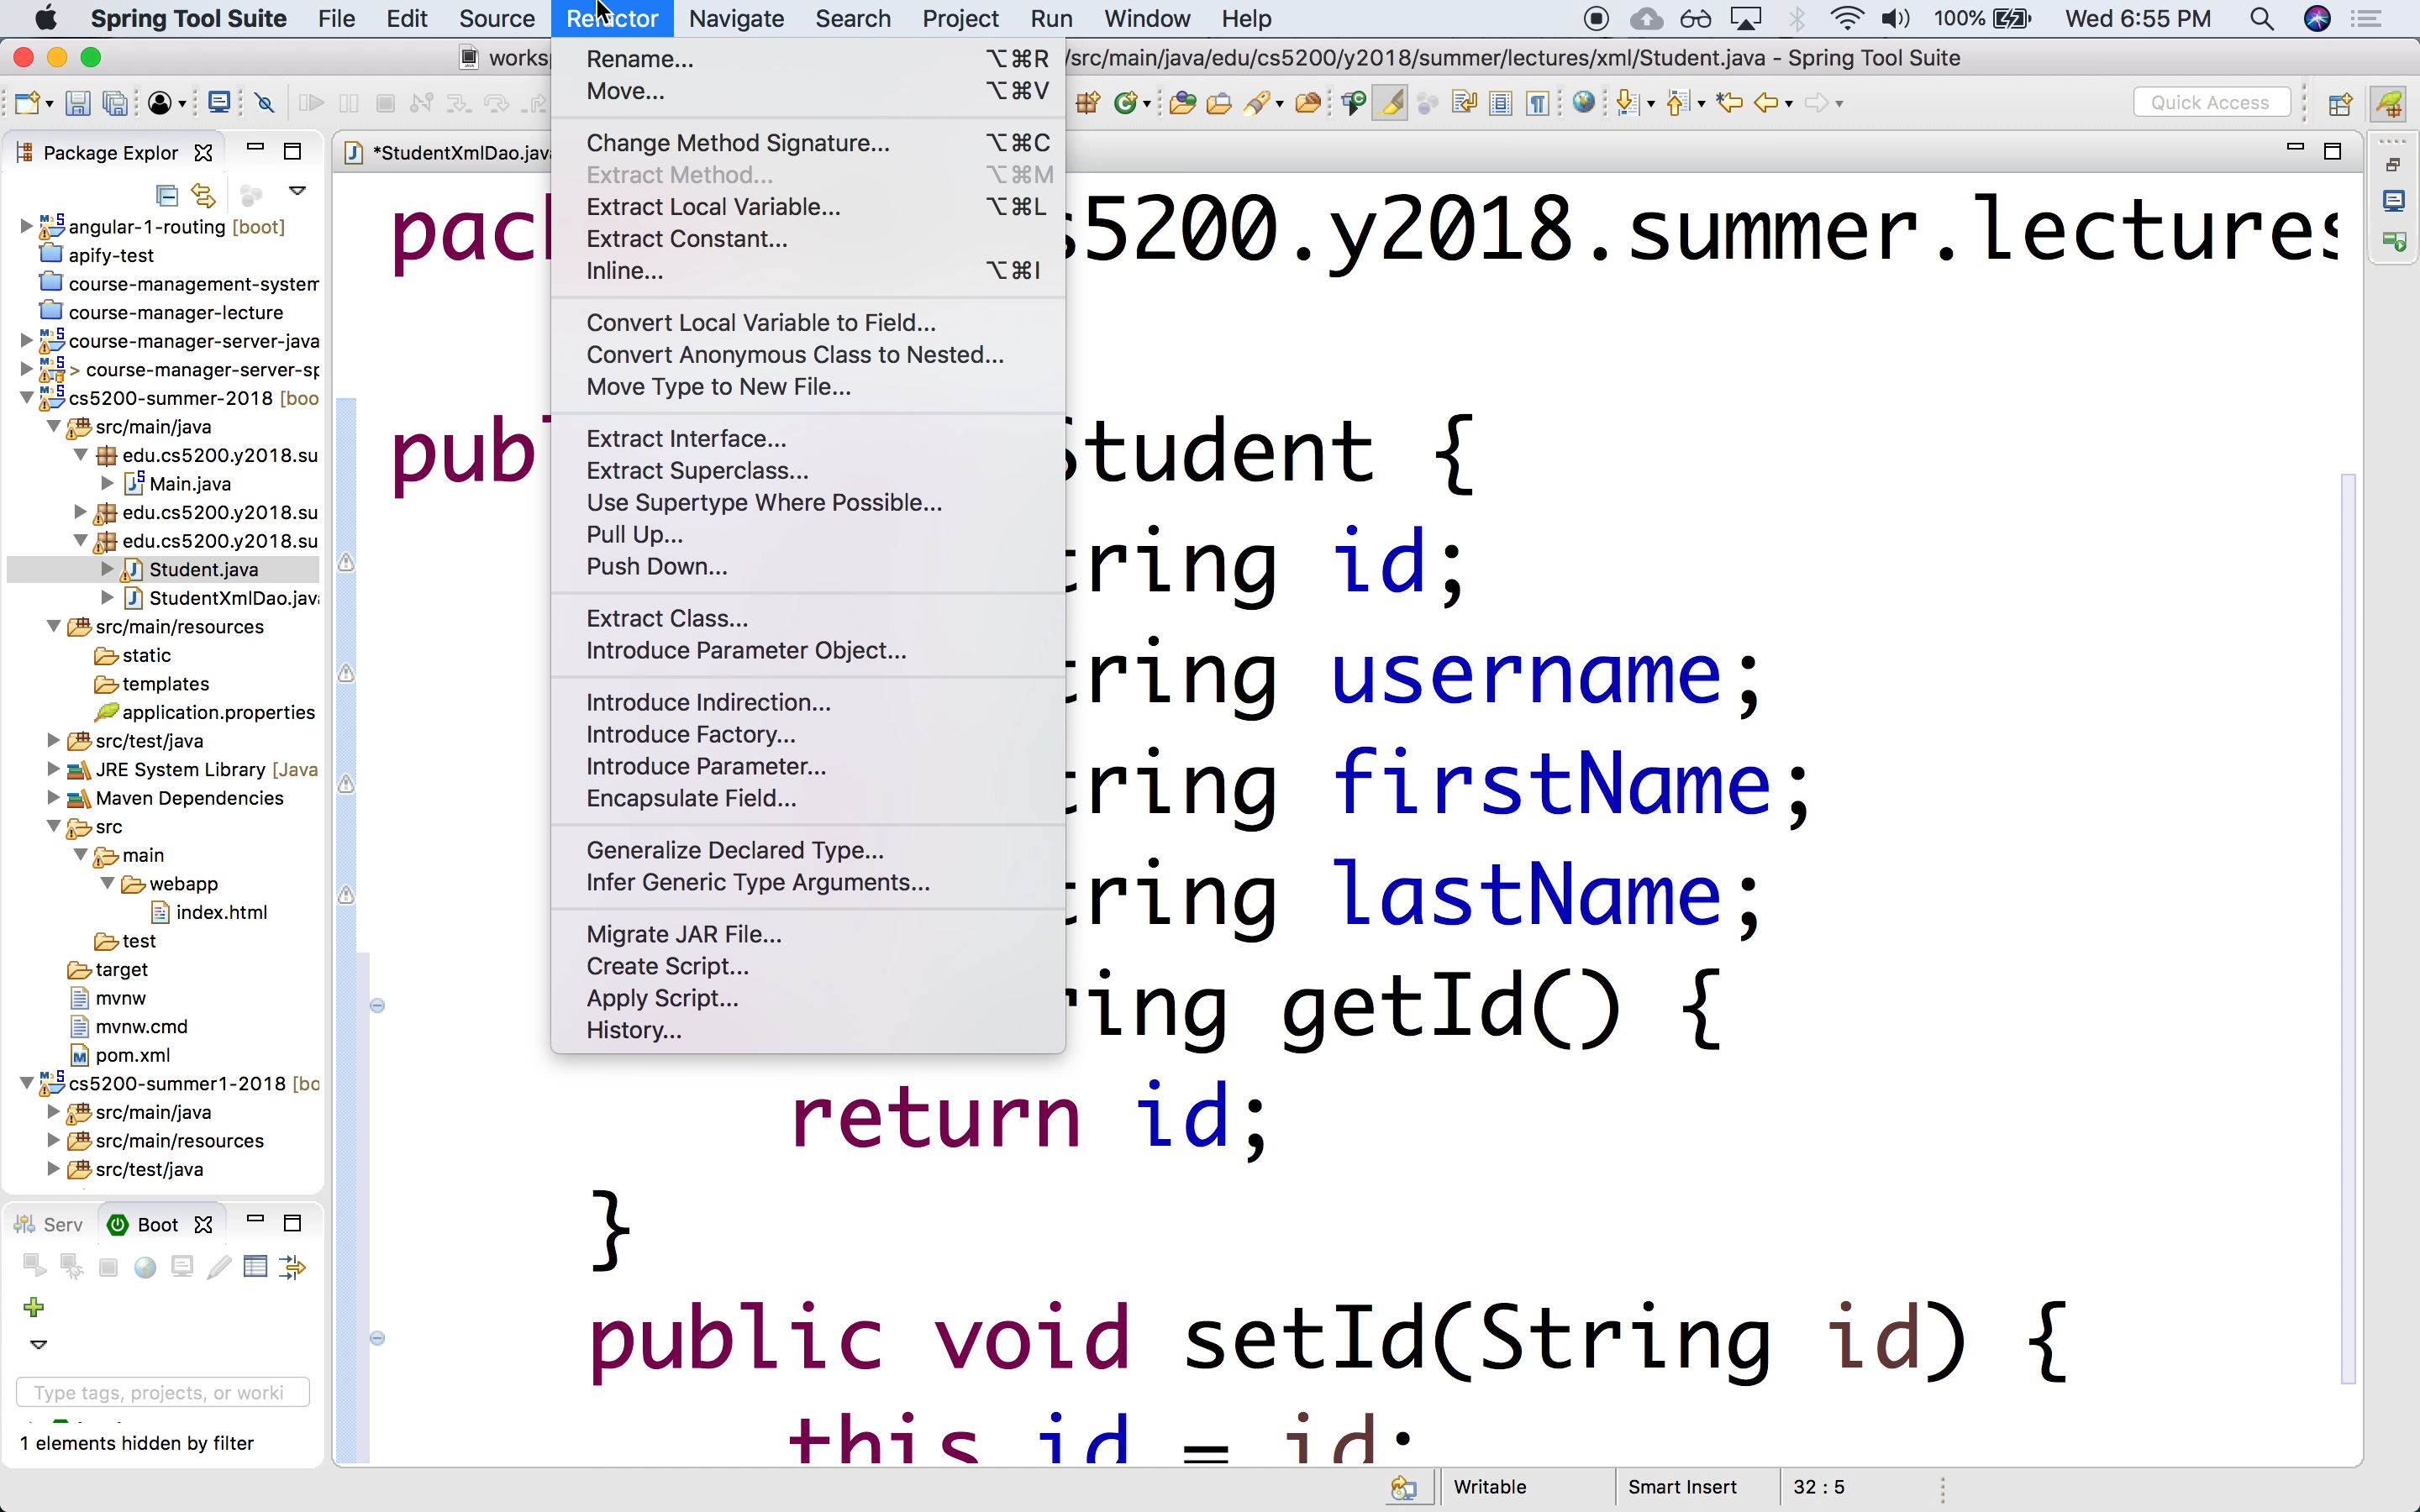 Spring Tool Suite File Edit Source Refactor Navigate Search Project Run Window Help 100% Wed 6:55 PM
/src/main/java/edu/cs5200/y2018/summer/lectures/xml/Student.java - Spring Tool Suite
Quick Access
Package Explor
*StudentXmlDao.java
angular-1-routing [boot]
apify-test
course-management-system
course-manager-lecture
course-manager-server-java
> course-manager-server-sp
cs5200-summer-2018 [boo
src/main/java
edu.cs5200.y2018.su
Main.java
edu.cs5200.y2018.su
edu.cs5200.y2018.su
Student.java
StudentXmlDao.java
src/main/resources
static
templates
application.properties
src/test/java
JRE System Library [Java
Maven Dependencies
src
main
webapp
index.html
test
target
mvnw
mvnw.cmd
pom.xml
cs5200-summer1-2018 [bo
src/main/java
src/main/resources
src/test/java
Serv Boot
Type tags, projects, or worki
1 elements hidden by filter
Rename... ⌥⌘R
Move... ⌥⌘V
Change Method Signature... ⌥⌘C
Extract Method... ⌥⌘M
Extract Local Variable... ⌥⌘L
Extract Constant...
Inline... ⌥⌘I
Convert Local Variable to Field...
Convert Anonymous Class to Nested...
Move Type to New File...
Extract Interface...
Extract Superclass...
Use Supertype Where Possible...
Pull Up...
Push Down...
Extract Class...
Introduce Parameter Object...
Introduce Indirection...
Introduce Factory...
Introduce Parameter...
Encapsulate Field...
Generalize Declared Type...
Infer Generic Type Arguments...
Migrate JAR File...
Create Script...
Apply Script...
History...
s5200.y2018.summer.lectures
Student {
tring id;
tring username;
tring firstName;
tring lastName;
ring getId() {
return id;
}
public void setId(String id) {
this.id = id;
Writable Smart Insert 32 : 5